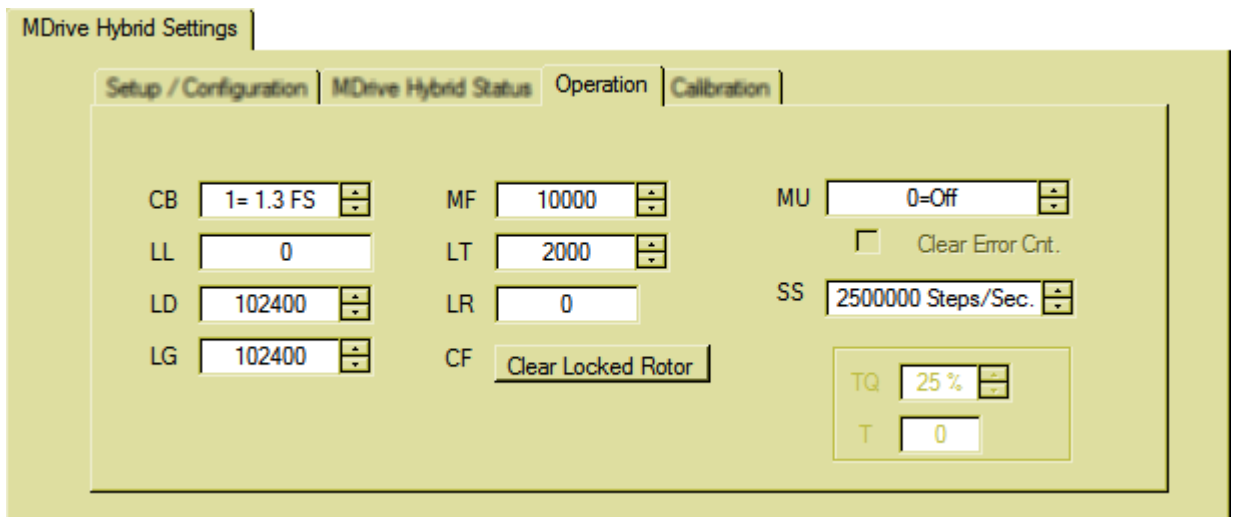 MDrive Hybrid Settings
Setup / Configuration MDrive Hybrid Status Operation Calibration
CB 1= 1.3 FS MF 10000 MU 0=Off
LL 0 LT 2000 Clear Error Cnt.
LD 102400 LR 0 SS 2500000 Steps/Sec.
LG 102400 CF Clear Locked Rotor
TQ 25 %
T 0